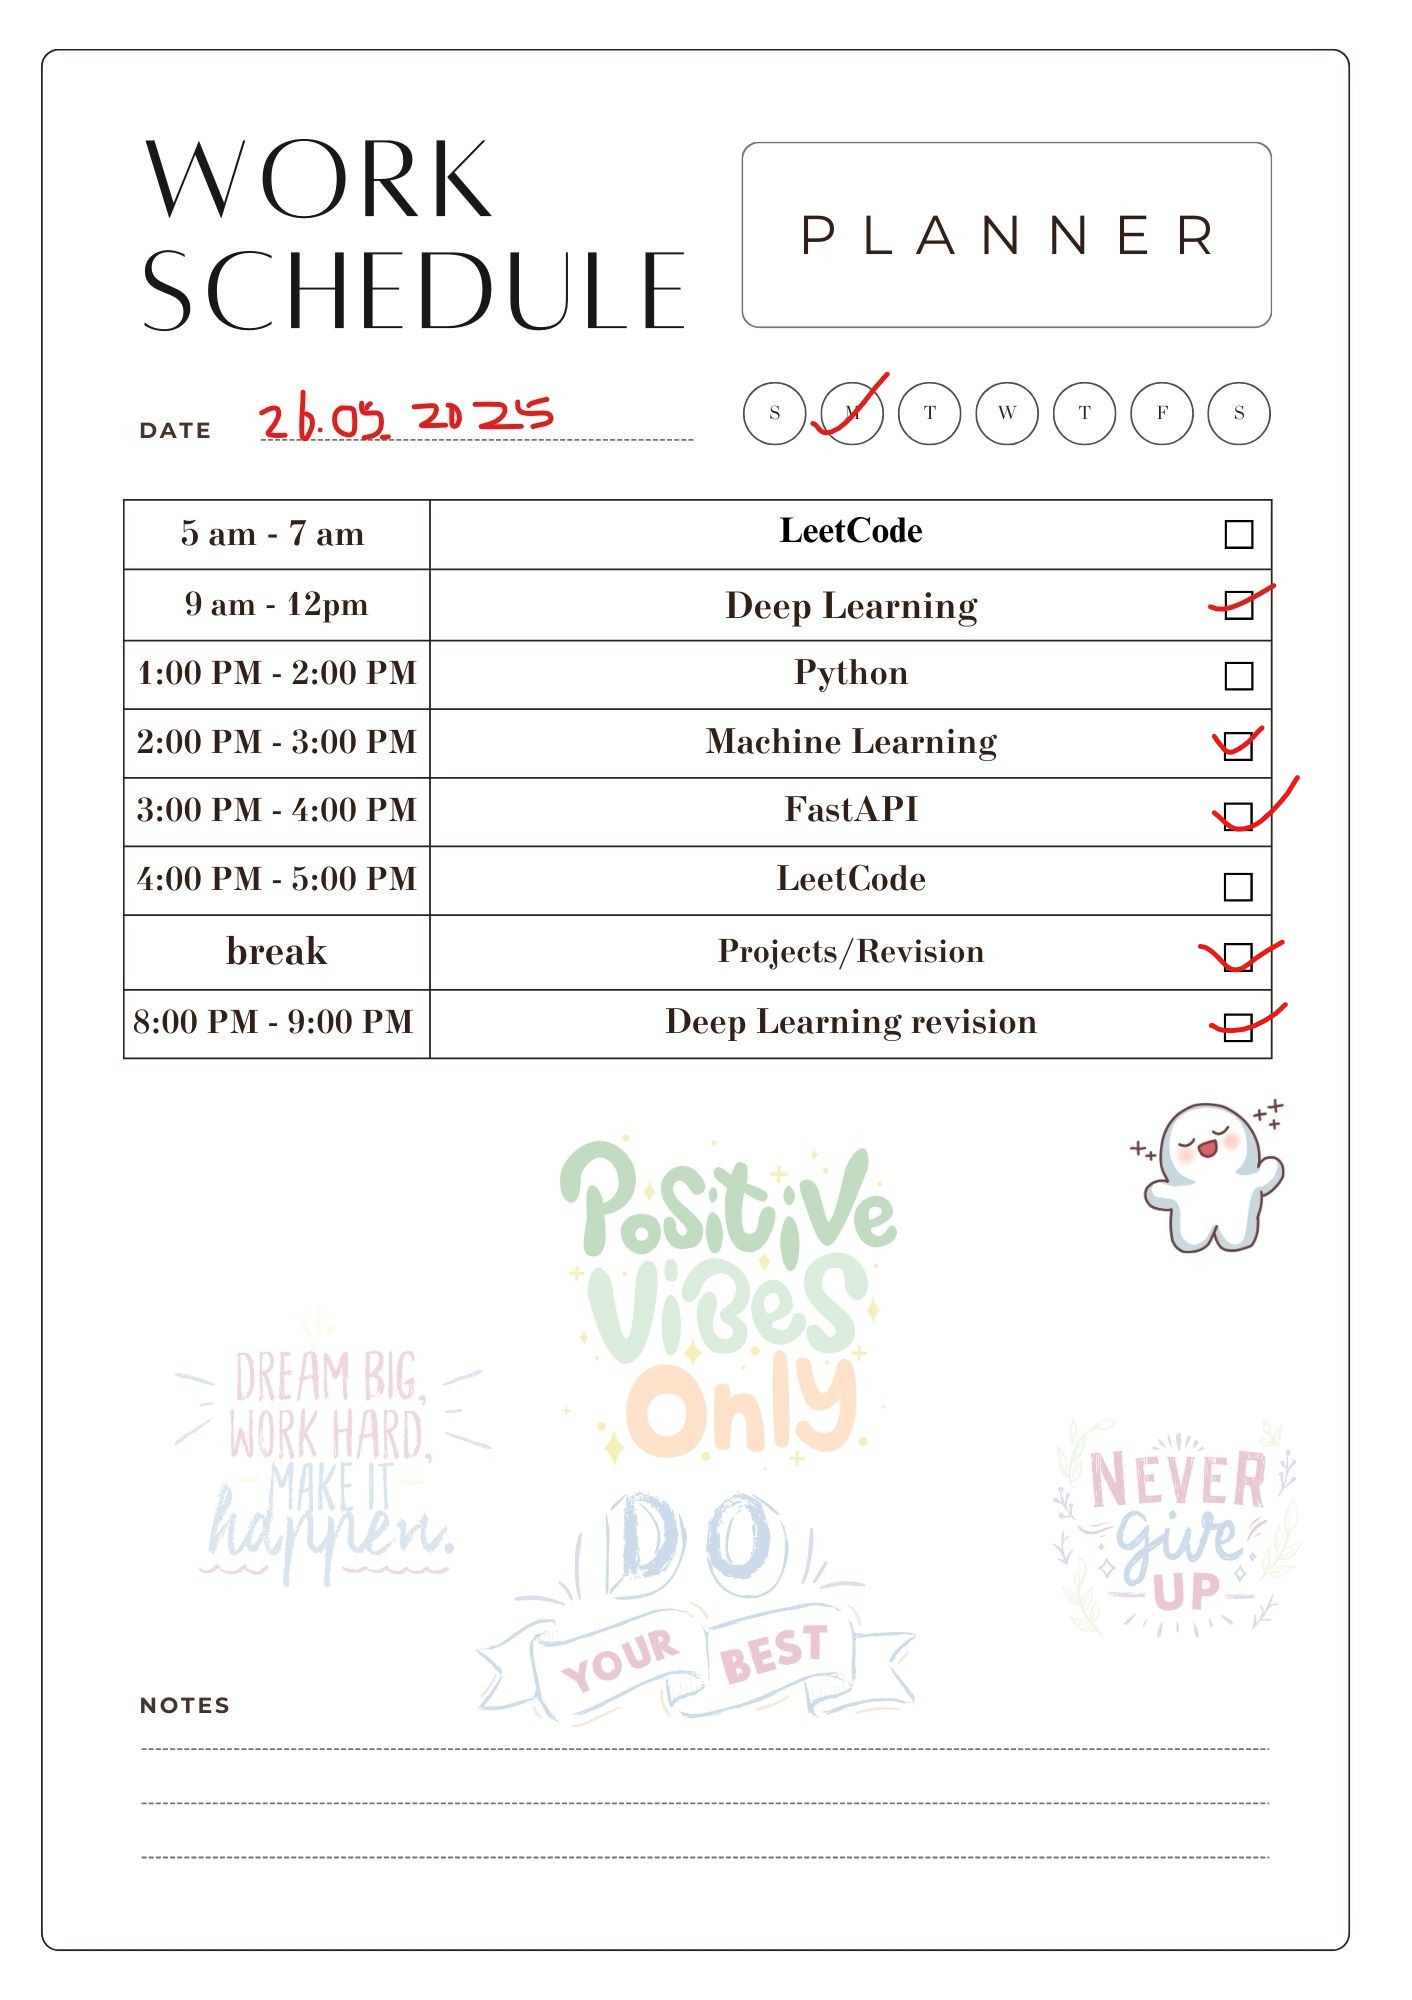 WORK
SCHEDULE
PLANNER
DATE 26.05 2025
S M T W T F S
5 am - 7 am LeetCode
9 am - 12pm Deep Learning
1:00 PM - 2:00 PM Python
2:00 PM - 3:00 PM Machine Learning
3:00 PM - 4:00 PM FastAPI
4:00 PM - 5:00 PM LeetCode
break Projects/Revision
8:00 PM - 9:00 PM Deep Learning revision
Positive
ViBes
Only
DREAM BIG,
WORK HARD,
MAKE IT
happen.
NEVER
give
UP
DO
YOUR BEST
NOTES